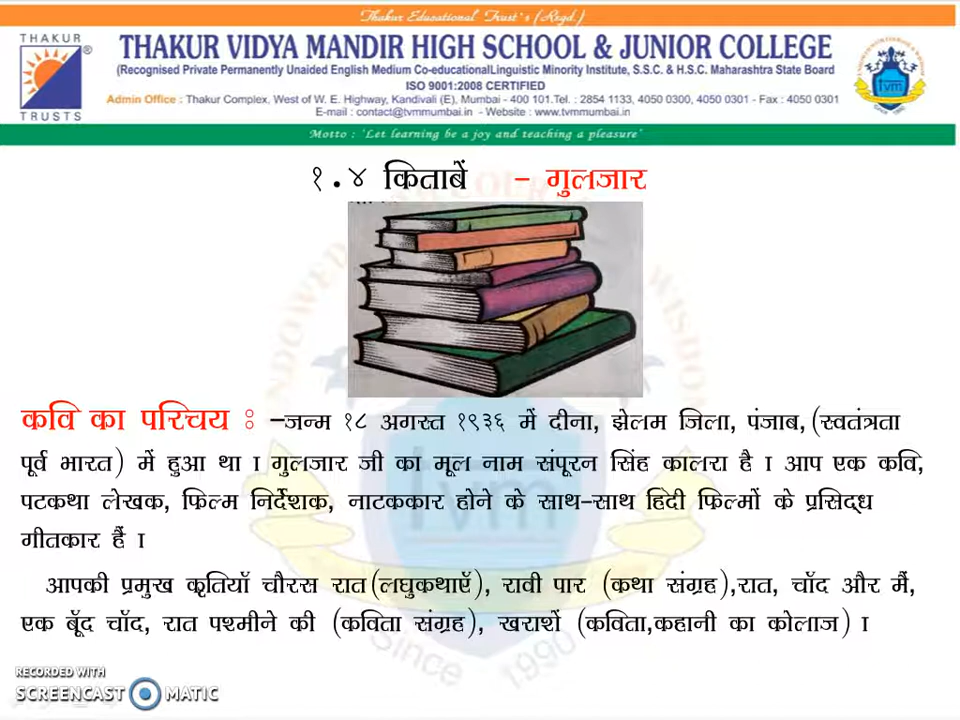 Thakur Educational Trust's (Regd.)
THAKUR
TRUSTS
THAKUR VIDYA MANDIR HIGH SCHOOL & JUNIOR COLLEGE
(Recognised Private Permanently Unaided English Medium Co-educationalLinguistic Minority Institute, S.S.C. & H.S.C. Maharashtra State Board
ISO 9001:2008 CERTIFIED
Admin Office : Thakur Complex, West of W. E. Highway, Kandivali (E), Mumbai - 400 101.Tel. : 2854 1133, 4050 0300, 4050 0301 - Fax : 4050 0301
E-mail : contact@tvmmumbai.in - Website : www.tvmmumbai.in
tvm
Motto : 'Let learning be a joy and teaching a pleasure'
१.४ किताबें - गुलजार
कवि का परिचय : -जन्म १८ अगस्त १९३६ में दीना, झेलम जिला, पंजाब,(स्वतंत्रता
पूर्व भारत) में हुआ था । गुलजार जी का मूल नाम संपूरन सिंह कालरा है । आप एक कवि,
पटकथा लेखक, फिल्म निर्देशक, नाटककार होने के साथ-साथ हिंदी फिल्मों के प्रसिद्ध
गीतकार हैं ।
आपकी प्रमुख कृतियाँ चौरस रात(लघुकथाएँ), रावी पार (कथा संग्रह),रात, चाँद और मैं,
एक बूँद चाँद, रात पश्मीने की (कविता संग्रह), खराशें (कविता,कहानी का कोलाज) ।
tvm
Since 1990
RECORDED WITH
SCREENCAST MATIC